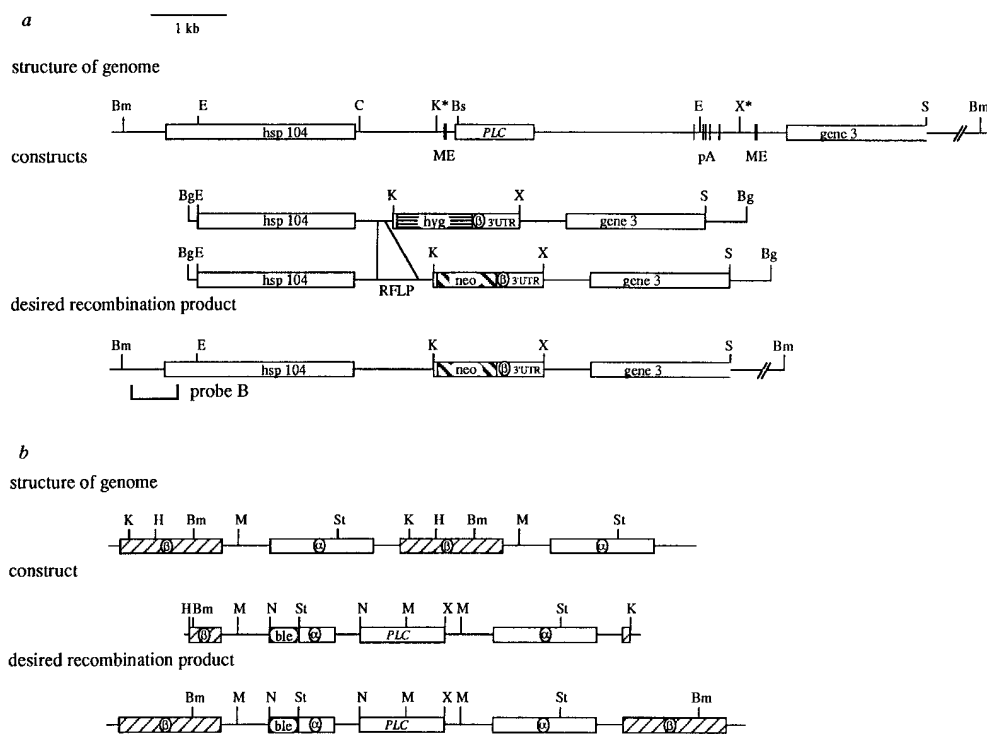 a
1 kb
structure of genome
Bm E C K* Bs E X* S Bm
hsp 104 PLC gene 3
ME pA ME
constructs
BgE K X S Bg
hsp 104 hyg β 3'UTR gene 3
BgE K X S Bg
hsp 104 neo β 3'UTR gene 3
RFLP
desired recombination product
Bm E K X S Bm
hsp 104 neo β 3'UTR gene 3
probe B
b
structure of genome
K H Bm M St K H Bm M St
β α β α
construct
HBm M N St N M X M St K
β ble α PLC α
desired recombination product
Bm M N St N M X M St Bm
β ble α PLC α β